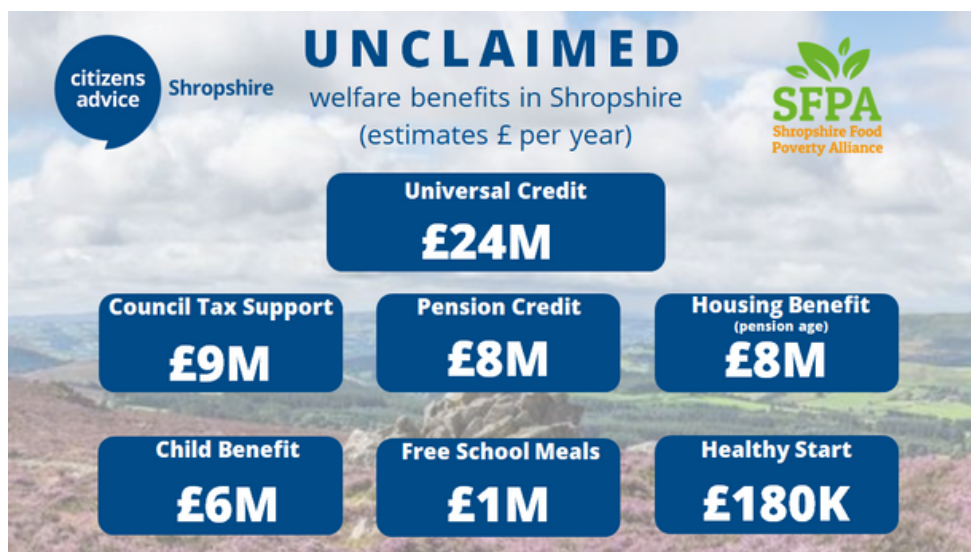 UNCLAIMED
welfare benefits in Shropshire
(estimates £ per year)
citizens
advice
Shropshire
SFPA
Shropshire Food
Poverty Alliance
Universal Credit
£24M
Council Tax Support
£9M
Pension Credit
£8M
Housing Benefit
(pension age)
£8M
Child Benefit
£6M
Free School Meals
£1M
Healthy Start
£180K